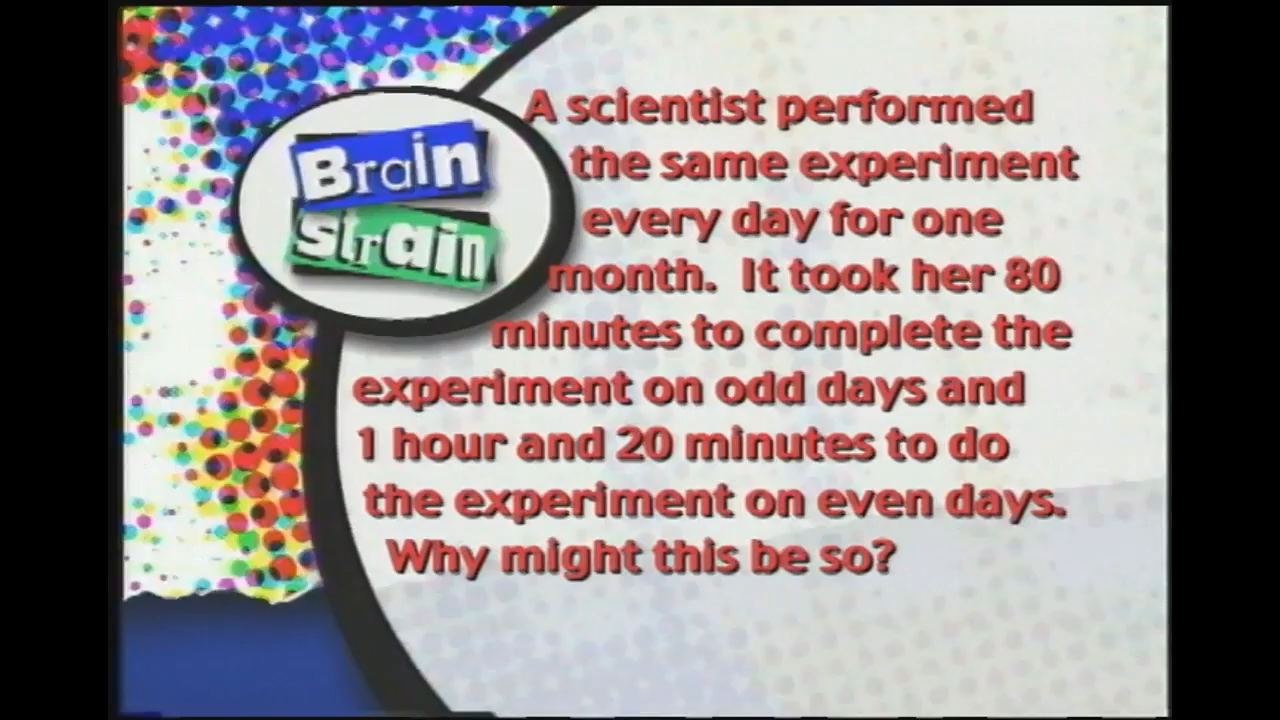 Brain
strain
A scientist performed
the same experiment
every day for one
month. It took her 80
minutes to complete the
experiment on odd days and
1 hour and 20 minutes to do
the experiment on even days.
Why might this be so?